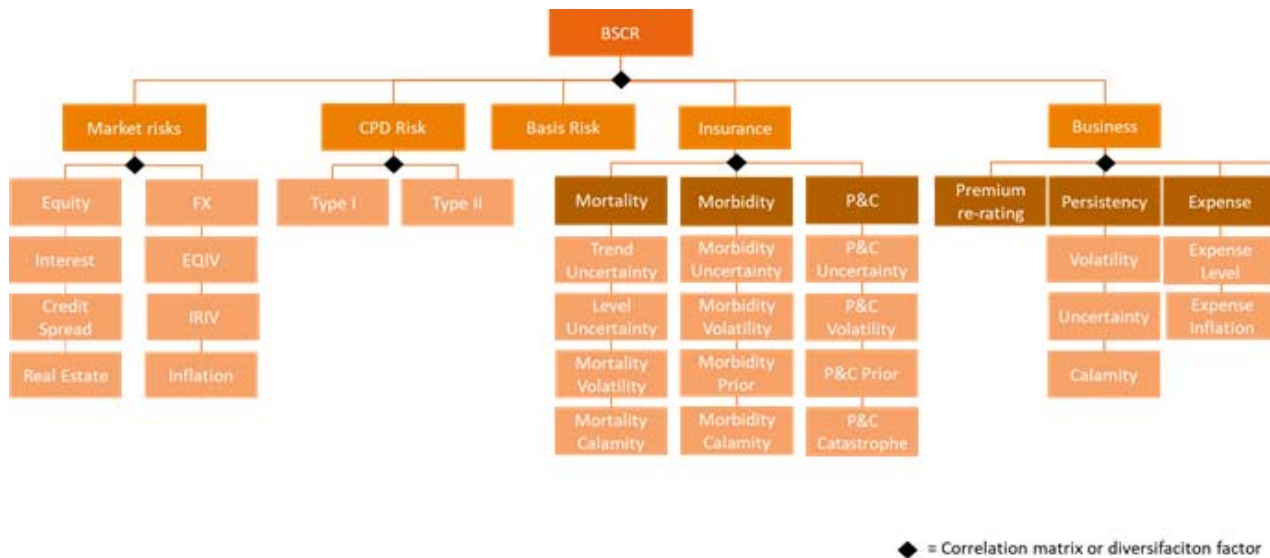 BSCR
Market risks
CPD Risk
Basis Risk
Insurance
Business
Equity
FX
Interest
EQIV
Credit
Spread
IRIV
Real Estate
Inflation
Type I
Type II
Mortality
Trend
Uncertainty
Level
Uncertainty
Mortality
Volatility
Mortality
Calamity
Morbidity
Morbidity
Uncertainty
Morbidity
Volatility
Morbidity
Prior
Morbidity
Calamity
P&C
P&C
Uncertainty
P&C
Volatility
P&C Prior
P&C
Catastrophe
Premium
re-rating
Persistency
Volatility
Uncertainty
Calamity
Expense
Expense
Level
Expense
Inflation
= Correlation matrix or diversifaciton factor